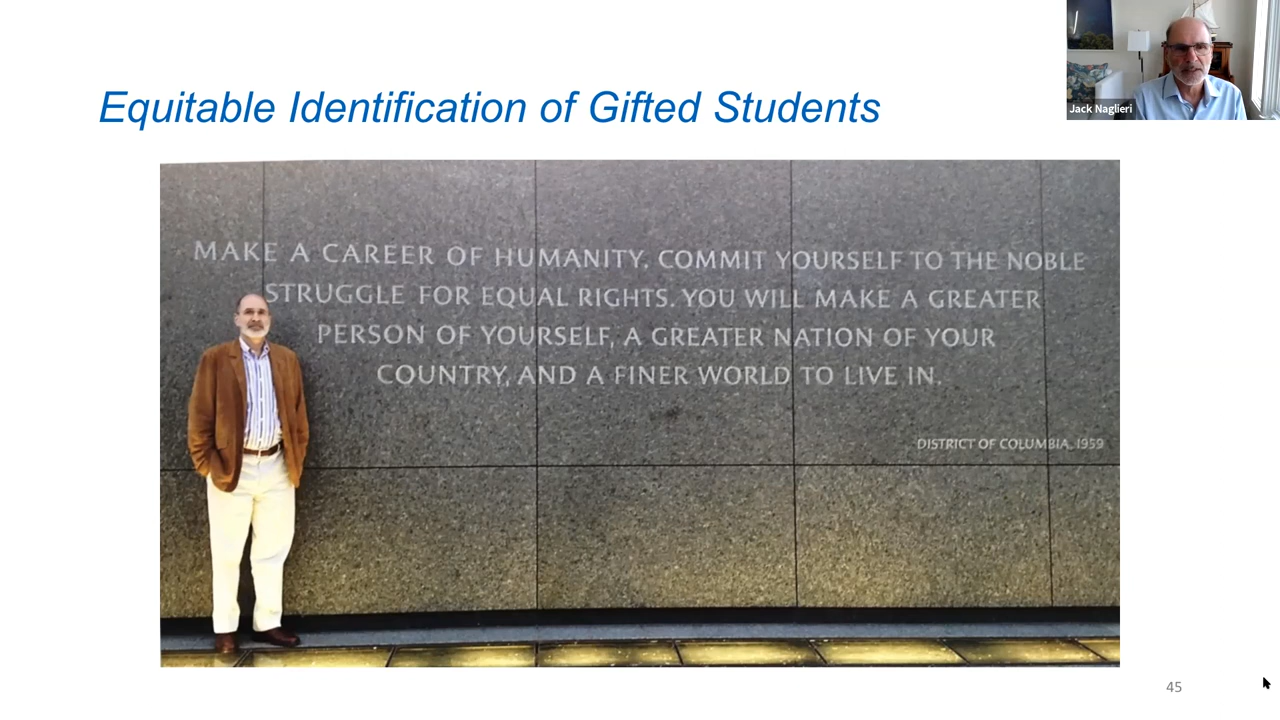 Equitable Identification of Gifted Students
Jack Naglieri
MAKE A CAREER OF HUMANITY, COMMIT YOURSELF TO THE NOBLE
STRUGGLE FOR EQUAL RIGHTS. YOU WILL MAKE A GREATER
PERSON OF YOURSELF, A GREATER NATION OF YOUR
COUNTRY, AND A FINER WORLD TO LIVE IN.
DISTRICT OF COLUMBIA, 1959
45